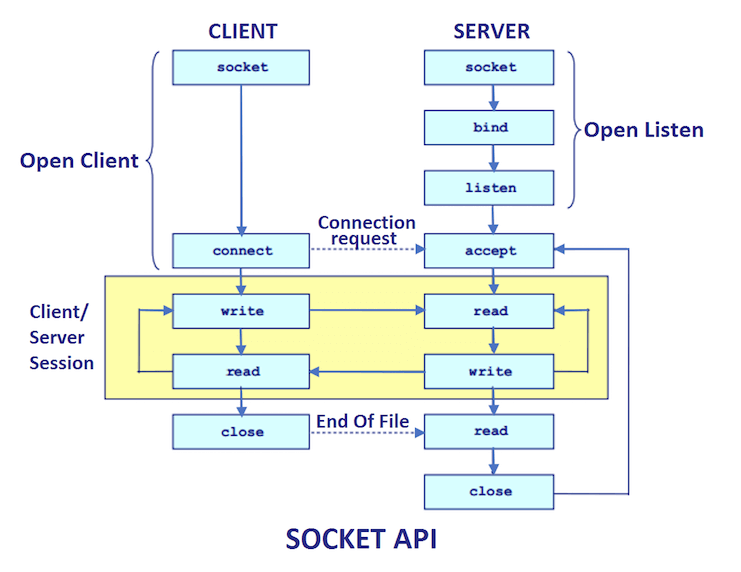 CLIENT
SERVER
socket
socket
bind
Open Listen
Open Client
listen
Connection
request
connect
accept
Client/
Server
Session
write
read
read
write
close
End Of File
read
close
SOCKET API